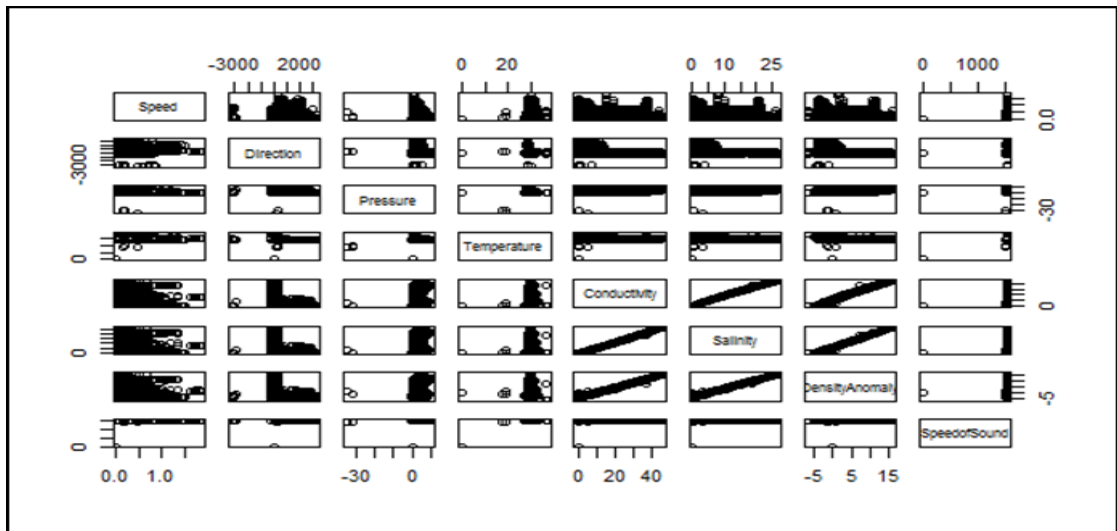 -3000 2000 0 20 0 10 25 0 1000
Speed 0.0
-3000 Direction
Pressure -30
0 Temperature
Conductivity 0
0 Salinity
DensityAnomaly -5
0 SpeedofSound
0.0 1.0 -30 0 0 20 40 -5 5 15